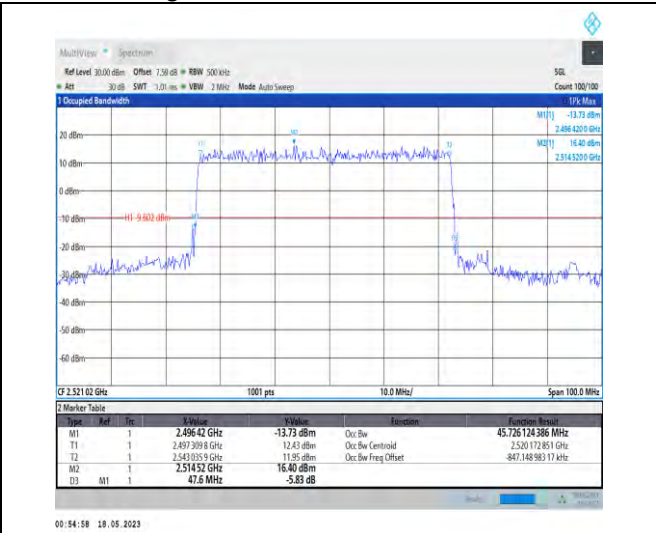 MultiView Spectrum
Ref Level 30.00 dBm Offset 7.58 dB RBW 500 kHz SGL
Att 30 dB SWT 1.01 ms VBW 2 MHz Mode Auto Sweep Count 100/100
1 Occupied Bandwidth 1Pk Max
M1[1] -13.73 dBm
2.496 4200 GHz
M2[1] 16.40 dBm
2.514 5200 GHz
20 dBm
10 dBm
0 dBm
-10 dBm H1 -9.602 dBm M1
-20 dBm
-30 dBm
-40 dBm
-50 dBm
-60 dBm
CF 2.521 02 GHz 1001 pts 10.0 MHz/ Span 100.0 MHz
2 Marker Table
Type Ref Trc X-Value Y-Value Function Function Result
M1 1 2.496 42 GHz -13.73 dBm Occ Bw 45.726 124 386 MHz
T1 1 2.497 309 8 GHz 12.43 dBm Occ Bw Centroid 2.520 172 851 GHz
T2 1 2.543 035 9 GHz 11.95 dBm Occ Bw Freq Offset -847.148 983 17 kHz
M2 1 2.514 52 GHz 16.40 dBm
D3 M1 1 47.6 MHz -5.83 dB
00:54:58 18.05.2023